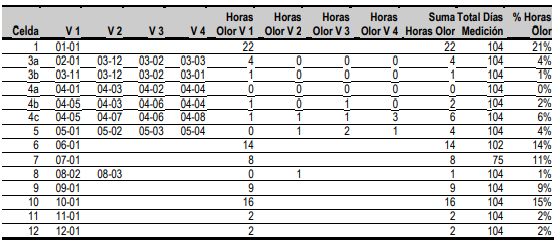 Horas Horas Horas Horas Suma Total Días % Horas
Celda V 1 V 2 V 3 V 4 Olor V 1 Olor V 2 Olor V 3 Olor V 4 Horas Olor Medición Olor
1 01-01 22 22 104 21%
3a 02-01 03-12 03-02 03-03 4 0 0 0 4 104 4%
3b 03-11 03-12 03-02 03-01 1 0 0 0 1 104 1%
4a 04-01 04-03 04-02 04-04 0 0 0 0 0 104 0%
4b 04-05 04-03 04-06 04-04 1 0 1 0 2 104 2%
4c 04-05 04-07 04-06 04-08 1 1 1 3 6 104 6%
5 05-01 05-02 05-03 05-04 0 1 2 1 4 104 4%
6 06-01 14 14 102 14%
7 07-01 8 8 75 11%
8 08-02 08-03 0 1 1 104 1%
9 09-01 9 9 104 9%
10 10-01 16 16 104 15%
11 11-01 2 2 104 2%
12 12-01 2 2 104 2%